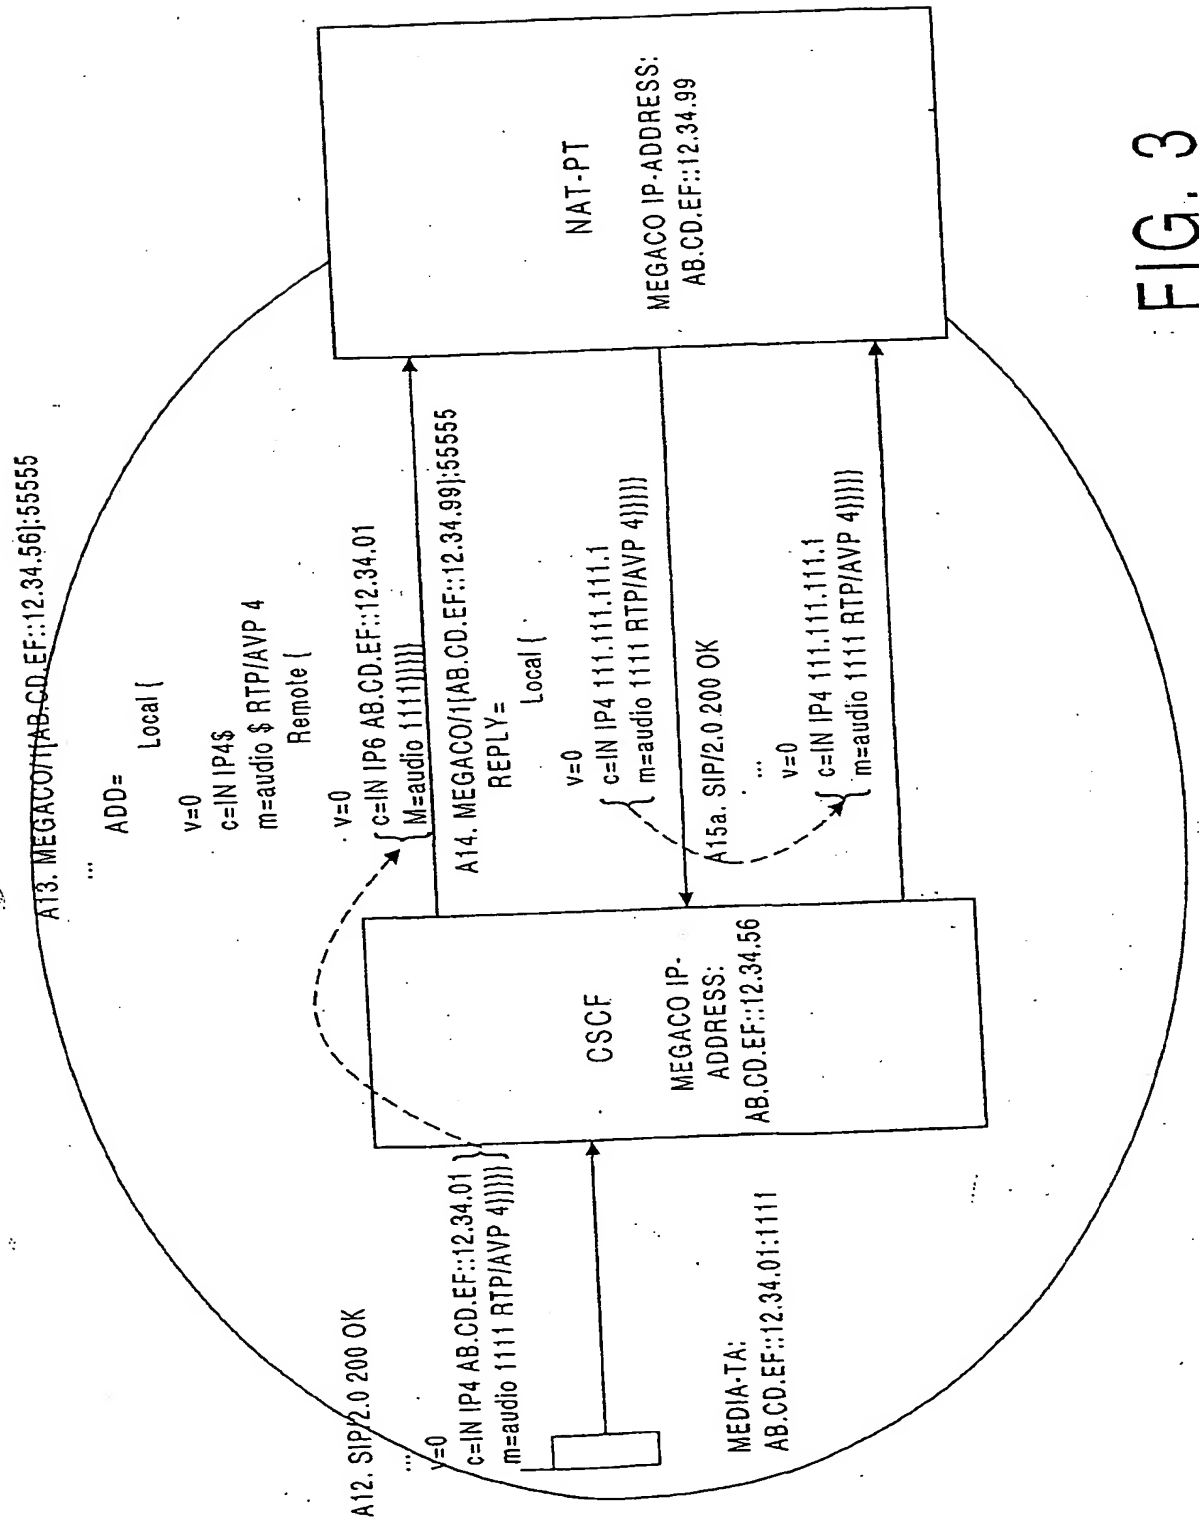 A12. SIP/2.0 200 OK
...
v=0
c=IN IP4 AB.CD.EF::12.34.01
m=audio 1111 RTP/AVP 4}}}}}
MEDIA-TA:
AB.CD.EF::12.34.01:1111
CSCF
MEGACO IP-
ADDRESS:
AB.CD.EF::12.34.56
A13. MEGACO/1[AB.CD.EF::12.34.56]:55555
...
ADD=
Local {
v=0
c=IN IP4$
m=audio $ RTP/AVP 4
Remote {
v=0
c=IN IP6 AB.CD.EF::12.34.01
M=audio 1111}}}}}
A14. MEGACO/1[AB.CD.EF::12.34.99]:55555
REPLY=
Local {
v=0
c=IN IP4 111.111.111.1
m=audio 1111 RTP/AVP 4}}}}}
A15a. SIP/2.0 200 OK
...
v=0
c=IN IP4 111.111.111.1
m=audio 1111 RTP/AVP 4}}}}}
NAT-PT
MEGACO IP-ADDRESS:
AB.CD.EF::12.34.99
FIG. 3